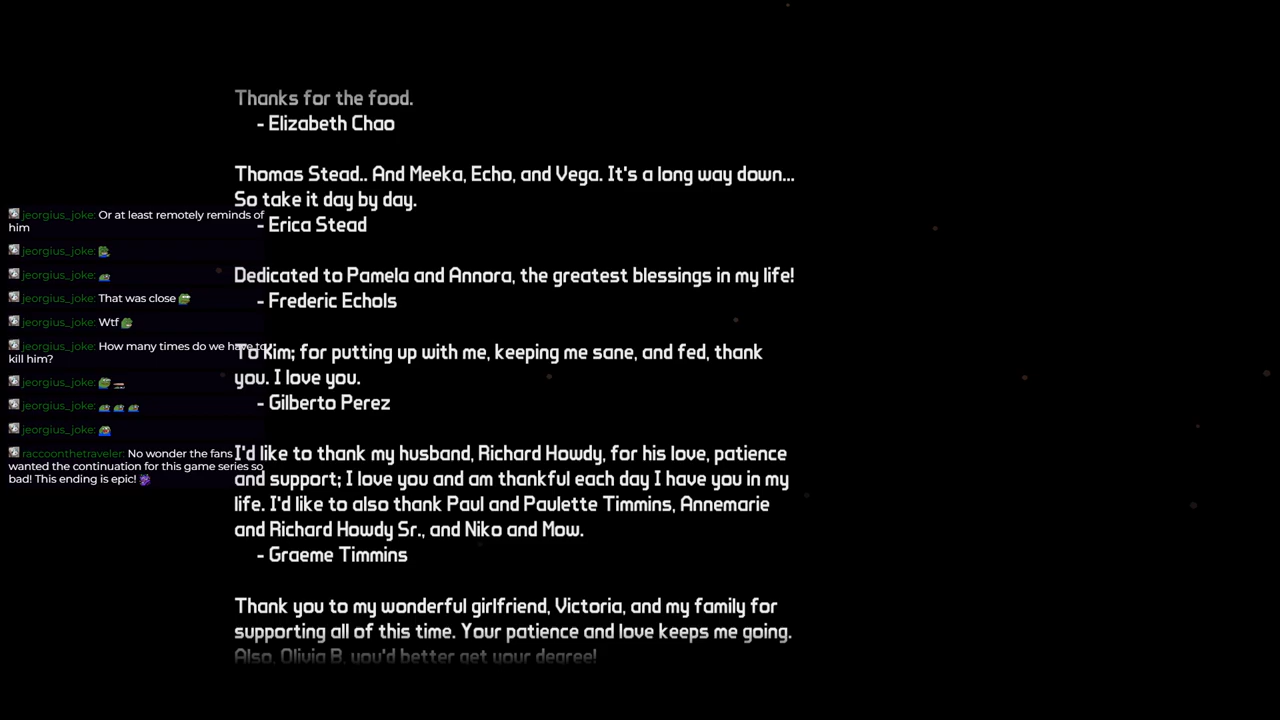 Thanks for the food.
- Elizabeth Chao
Thomas Stead.. And Meeka, Echo, and Vega. It's a long way down...
So take it day by day.
- Erica Stead
Dedicated to Pamela and Annora, the greatest blessings in my life!
- Frederic Echols
To Kim; for putting up with me, keeping me sane, and fed, thank
you. I love you.
- Gilberto Perez
I'd like to thank my husband, Richard Howdy, for his love, patience
and support; I love you and am thankful each day I have you in my
life. I'd like to also thank Paul and Paulette Timmins, Annemarie
and Richard Howdy Sr., and Niko and Mow.
- Graeme Timmins
Thank you to my wonderful girlfriend, Victoria, and my family for
supporting all of this time. Your patience and love keeps me going.
Also, Olivia B, you'd better get your degree!
jeorgius_joke: Or at least remotely reminds of
him
jeorgius_joke:
jeorgius_joke:
jeorgius_joke: That was close
jeorgius_joke: Wtf
jeorgius_joke: How many times do we have to
kill him?
jeorgius_joke:
jeorgius_joke:
jeorgius_joke:
raccoonthetraveler: No wonder the fans
wanted the continuation for this game series so
bad! This ending is epic!